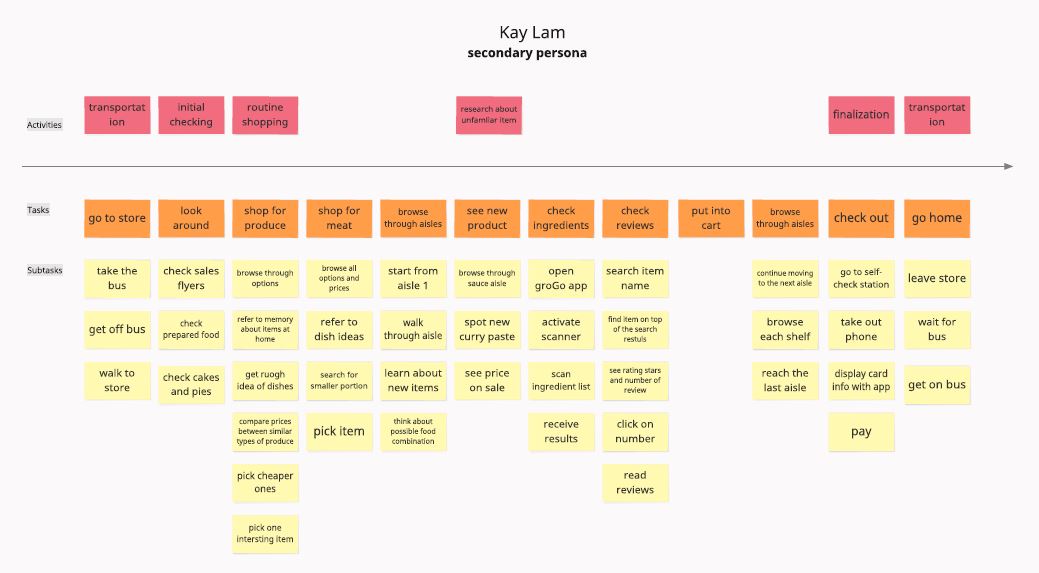 Kay Lam
secondary persona
Activities
transportat
ion
initial
checking
routine
shopping
research about
unfamliar item
finalization
transportat
ion
Tasks
go to store
look
around
shop for
produce
shop for
meat
browse
through aisles
see new
product
check
ingredients
check
reviews
put into
cart
browse
through aisles
check out
go home
Subtasks
take the
bus
check sales
flyers
browse through
options
browse all
options and
prices
start from
aisle 1
browse through
sauce aisle
open
groGo app
search item
name
continue moving
to the next aisle
go to self-
check station
leave store
get off bus
check
prepared food
refer to memory
about items at
home
refer to
dish ideas
walk
through aisle
spot new
curry paste
activate
scanner
find item on top
of the search
restuls
browse
each shelf
take out
phone
wait for
bus
walk to
store
check cakes
and pies
get ruogh
idea of dishes
search for
smaller portion
learn about
new items
see price
on sale
scan
ingredient list
see rating stars
and number of
review
reach the
last aisle
display card
info with app
get on bus
compare prices
between similar
types of produce
pick item
think about
possible food
combination
receive
results
click on
number
pay
pick cheaper
ones
read
reviews
pick one
intersting item